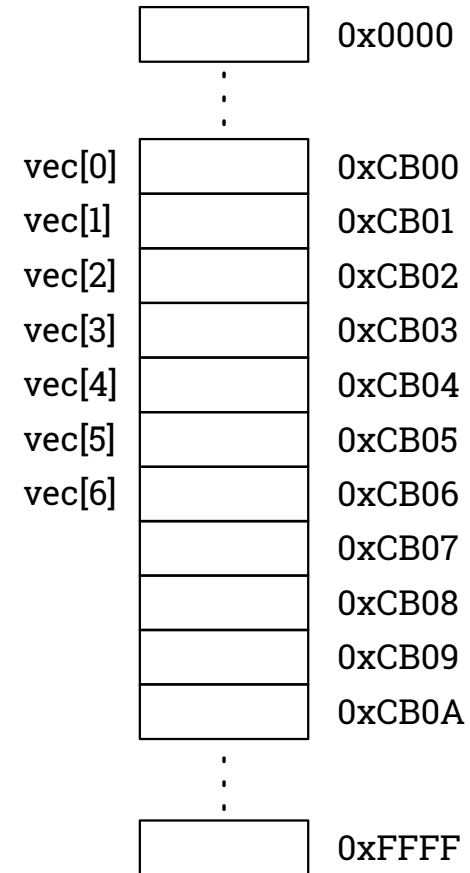 0x0000
vec[0] 0xCB00
vec[1] 0xCB01
vec[2] 0xCB02
vec[3] 0xCB03
vec[4] 0xCB04
vec[5] 0xCB05
vec[6] 0xCB06
0xCB07
0xCB08
0xCB09
0xCB0A
0xFFFF